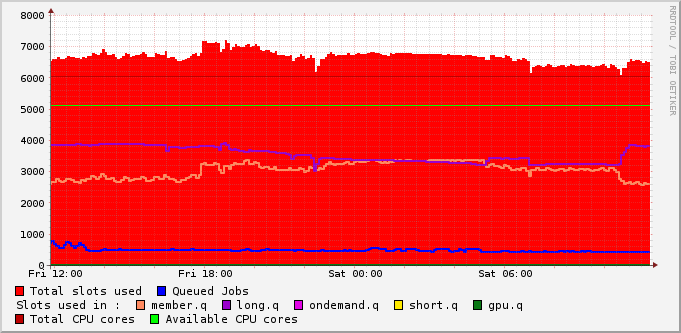 8000
7000
6000
5000
4000
3000
2000
1000
0
Fri 12:00 Fri 18:00 Sat 00:00 Sat 06:00
RRDTOOL / TOBI OETIKER
Total slots used Queued Jobs
Slots used in : member.q long.q ondemand.q short.q gpu.q
Total CPU cores Available CPU cores